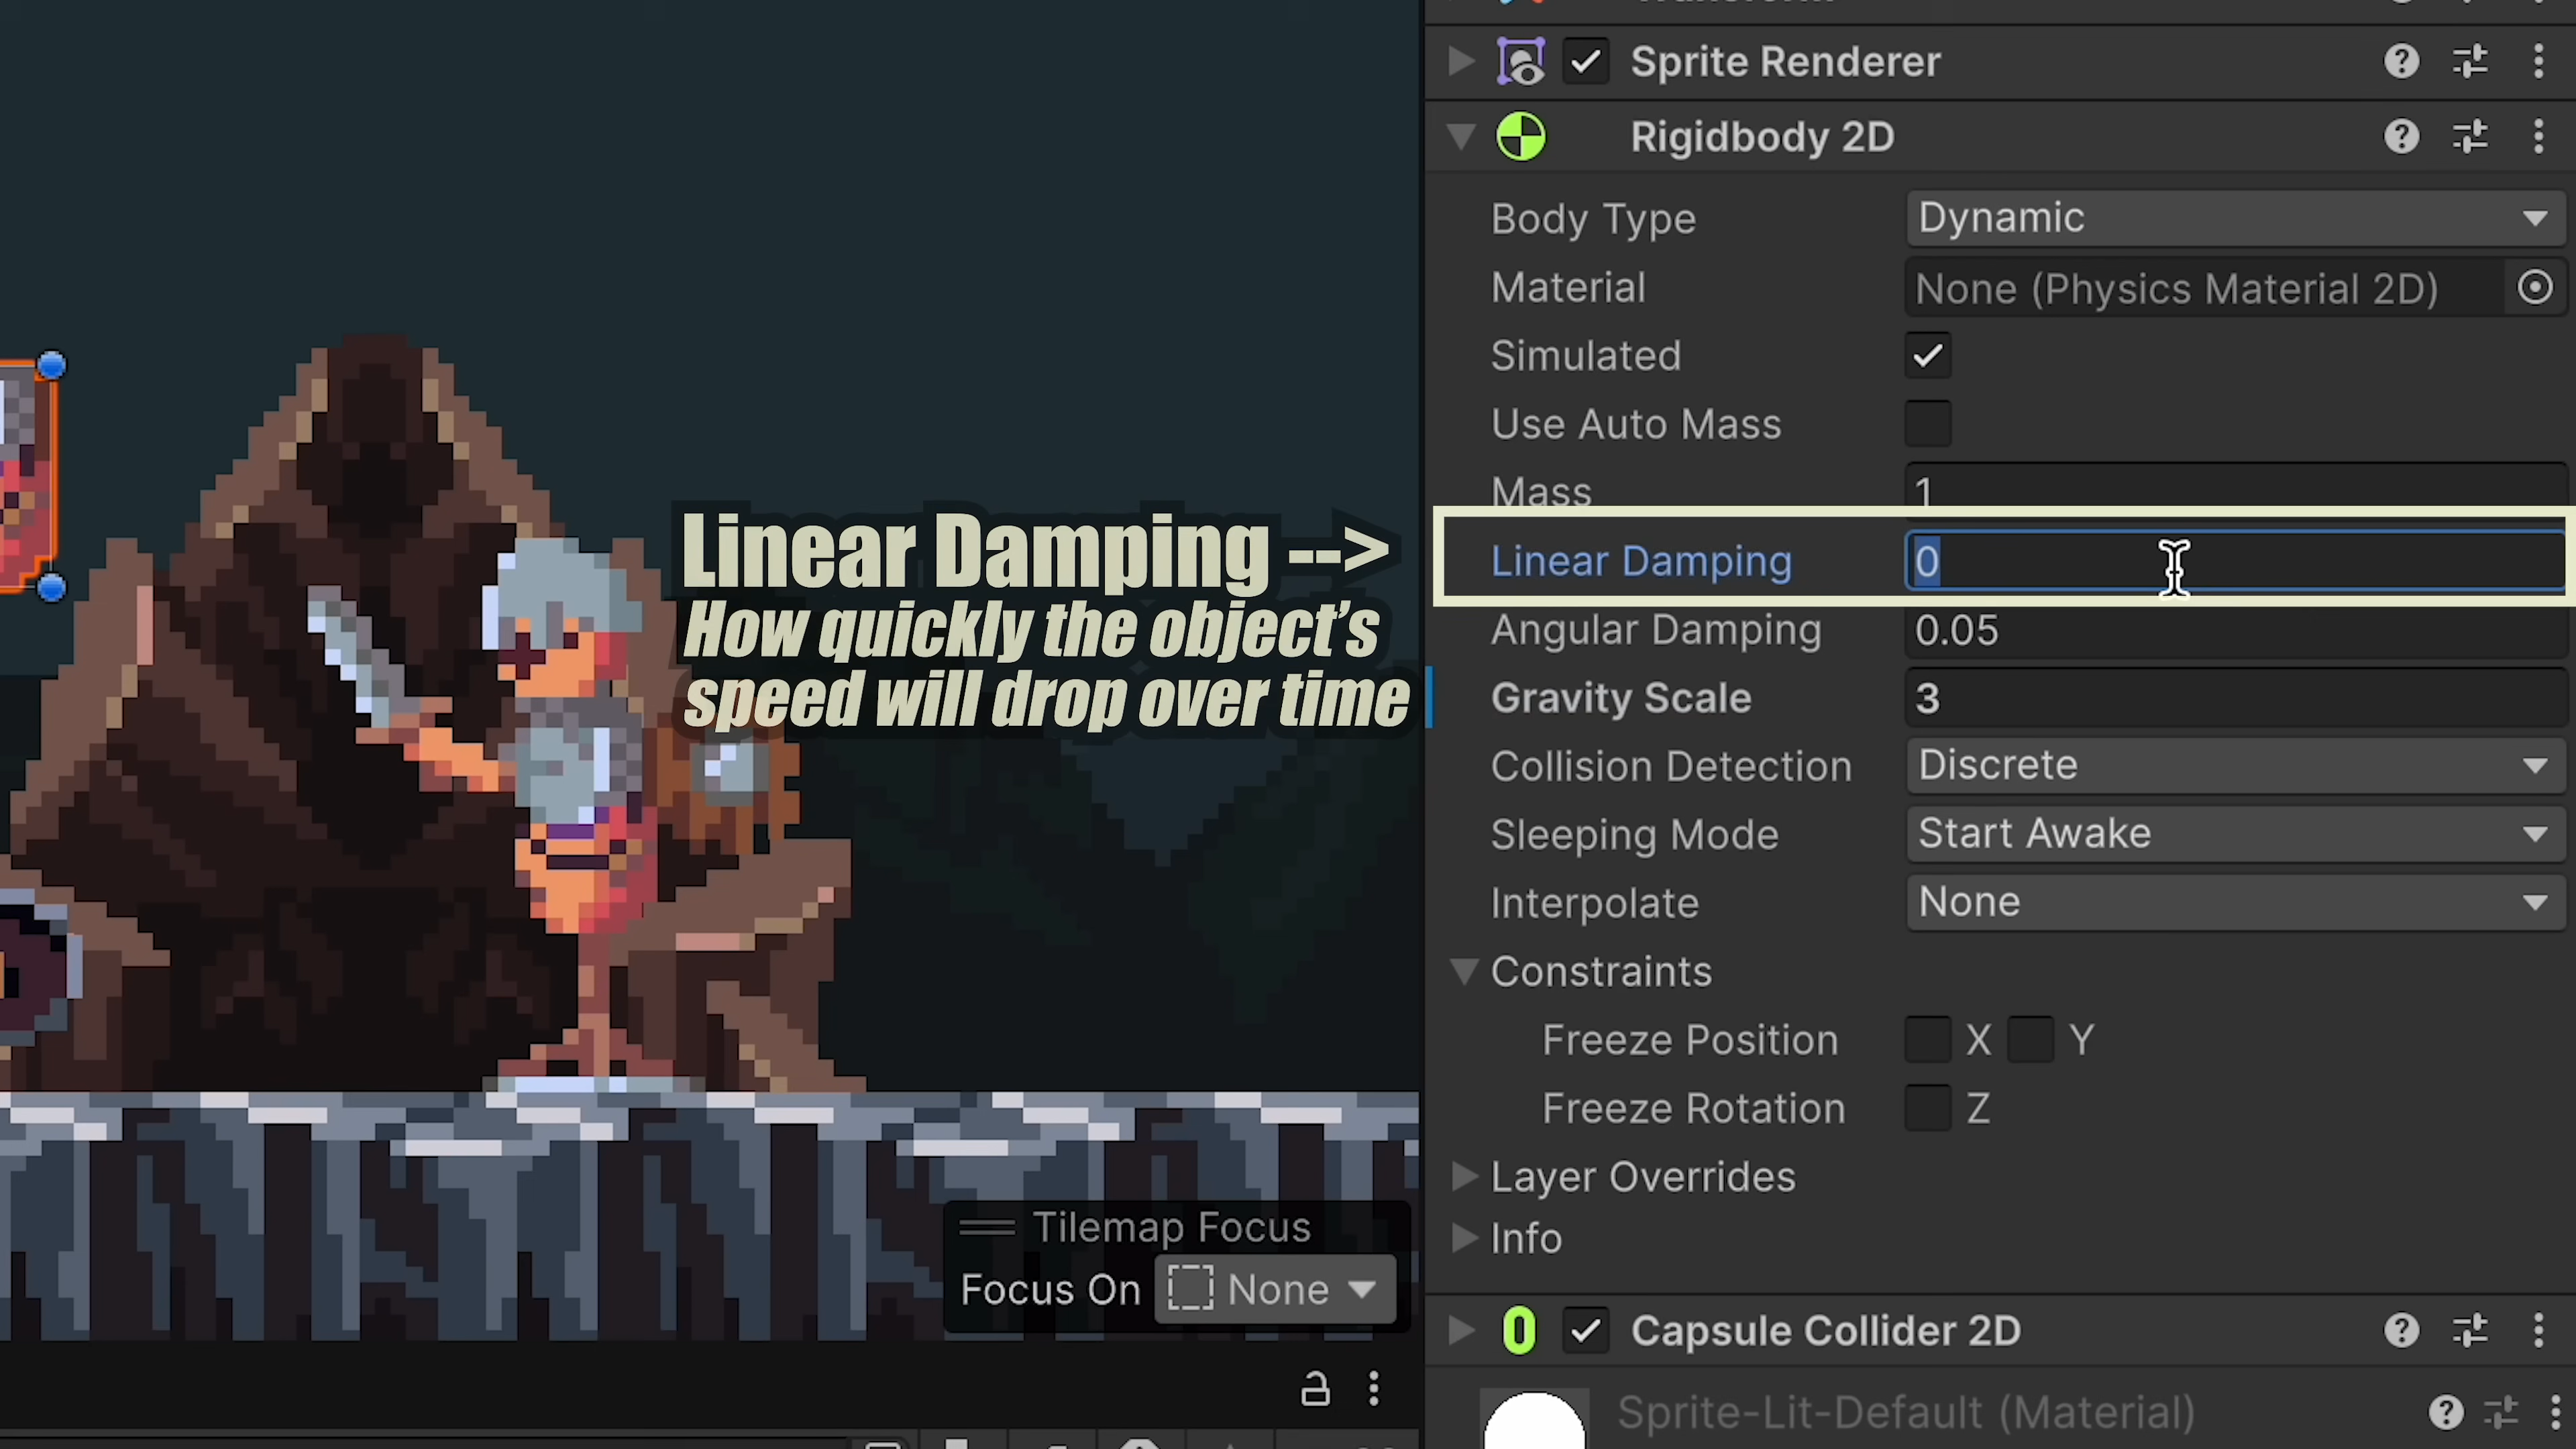 Transform
Sprite Renderer
Rigidbody 2D
Body Type Dynamic
Material None (Physics Material 2D)
Simulated
Use Auto Mass
Mass 1
Linear Damping 0
Angular Damping 0.05
Gravity Scale 3
Collision Detection Discrete
Sleeping Mode Start Awake
Interpolate None
Constraints
Freeze Position X Y
Freeze Rotation Z
Layer Overrides
Info
Capsule Collider 2D
Sprite-Lit-Default (Material)
Linear Damping -->
How quickly the object's
speed will drop over time
Tilemap Focus
Focus On None